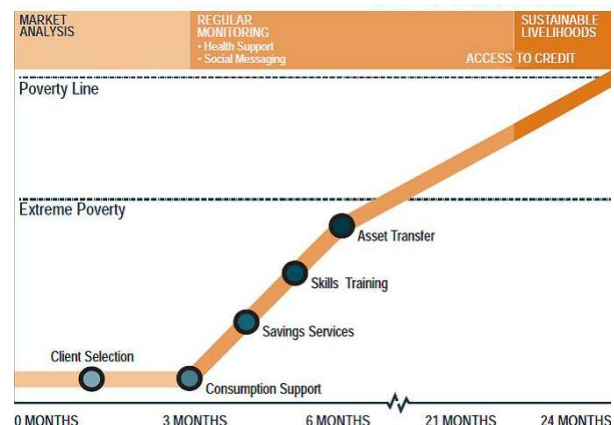 MARKET
ANALYSIS
REGULAR
MONITORING
• Health Support
• Social Messaging
SUSTAINABLE
LIVELIHOODS
ACCESS TO CREDIT
Poverty Line
Extreme Poverty
Asset Transfer
Skills Training
Savings Services
Client Selection
Consumption Support
0 MONTHS
3 MONTHS
6 MONTHS
21 MONTHS
24 MONTHS